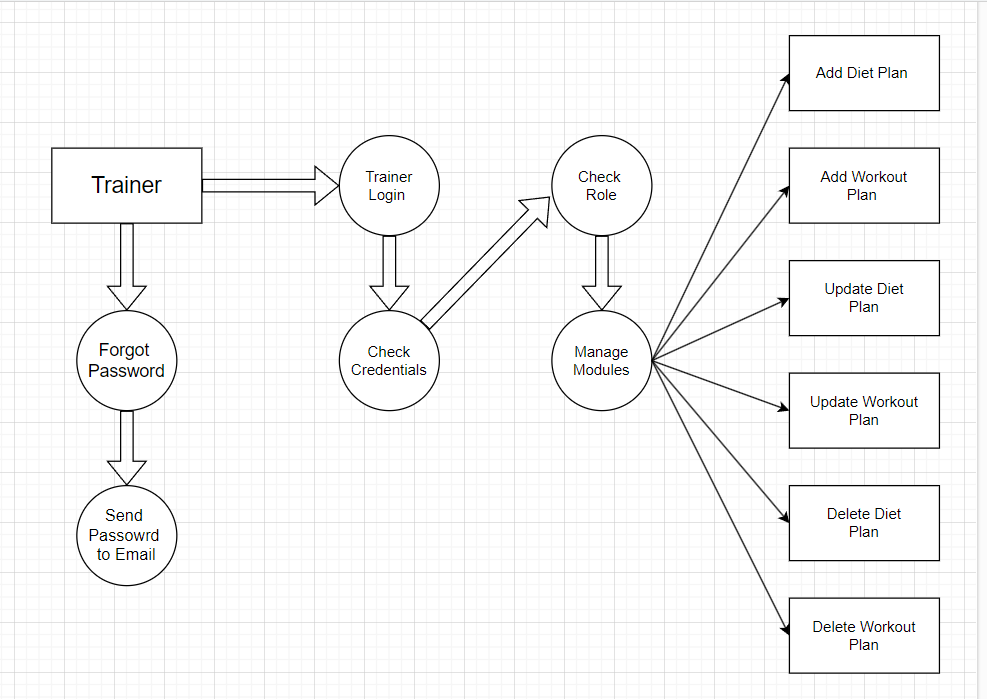 Trainer
Trainer
Login
Check
Role
Forgot
Password
Check
Credentials
Manage
Modules
Send
Passowrd
to Email
Add Diet Plan
Add Workout
Plan
Update Diet
Plan
Update Workout
Plan
Delete Diet
Plan
Delete Workout
Plan